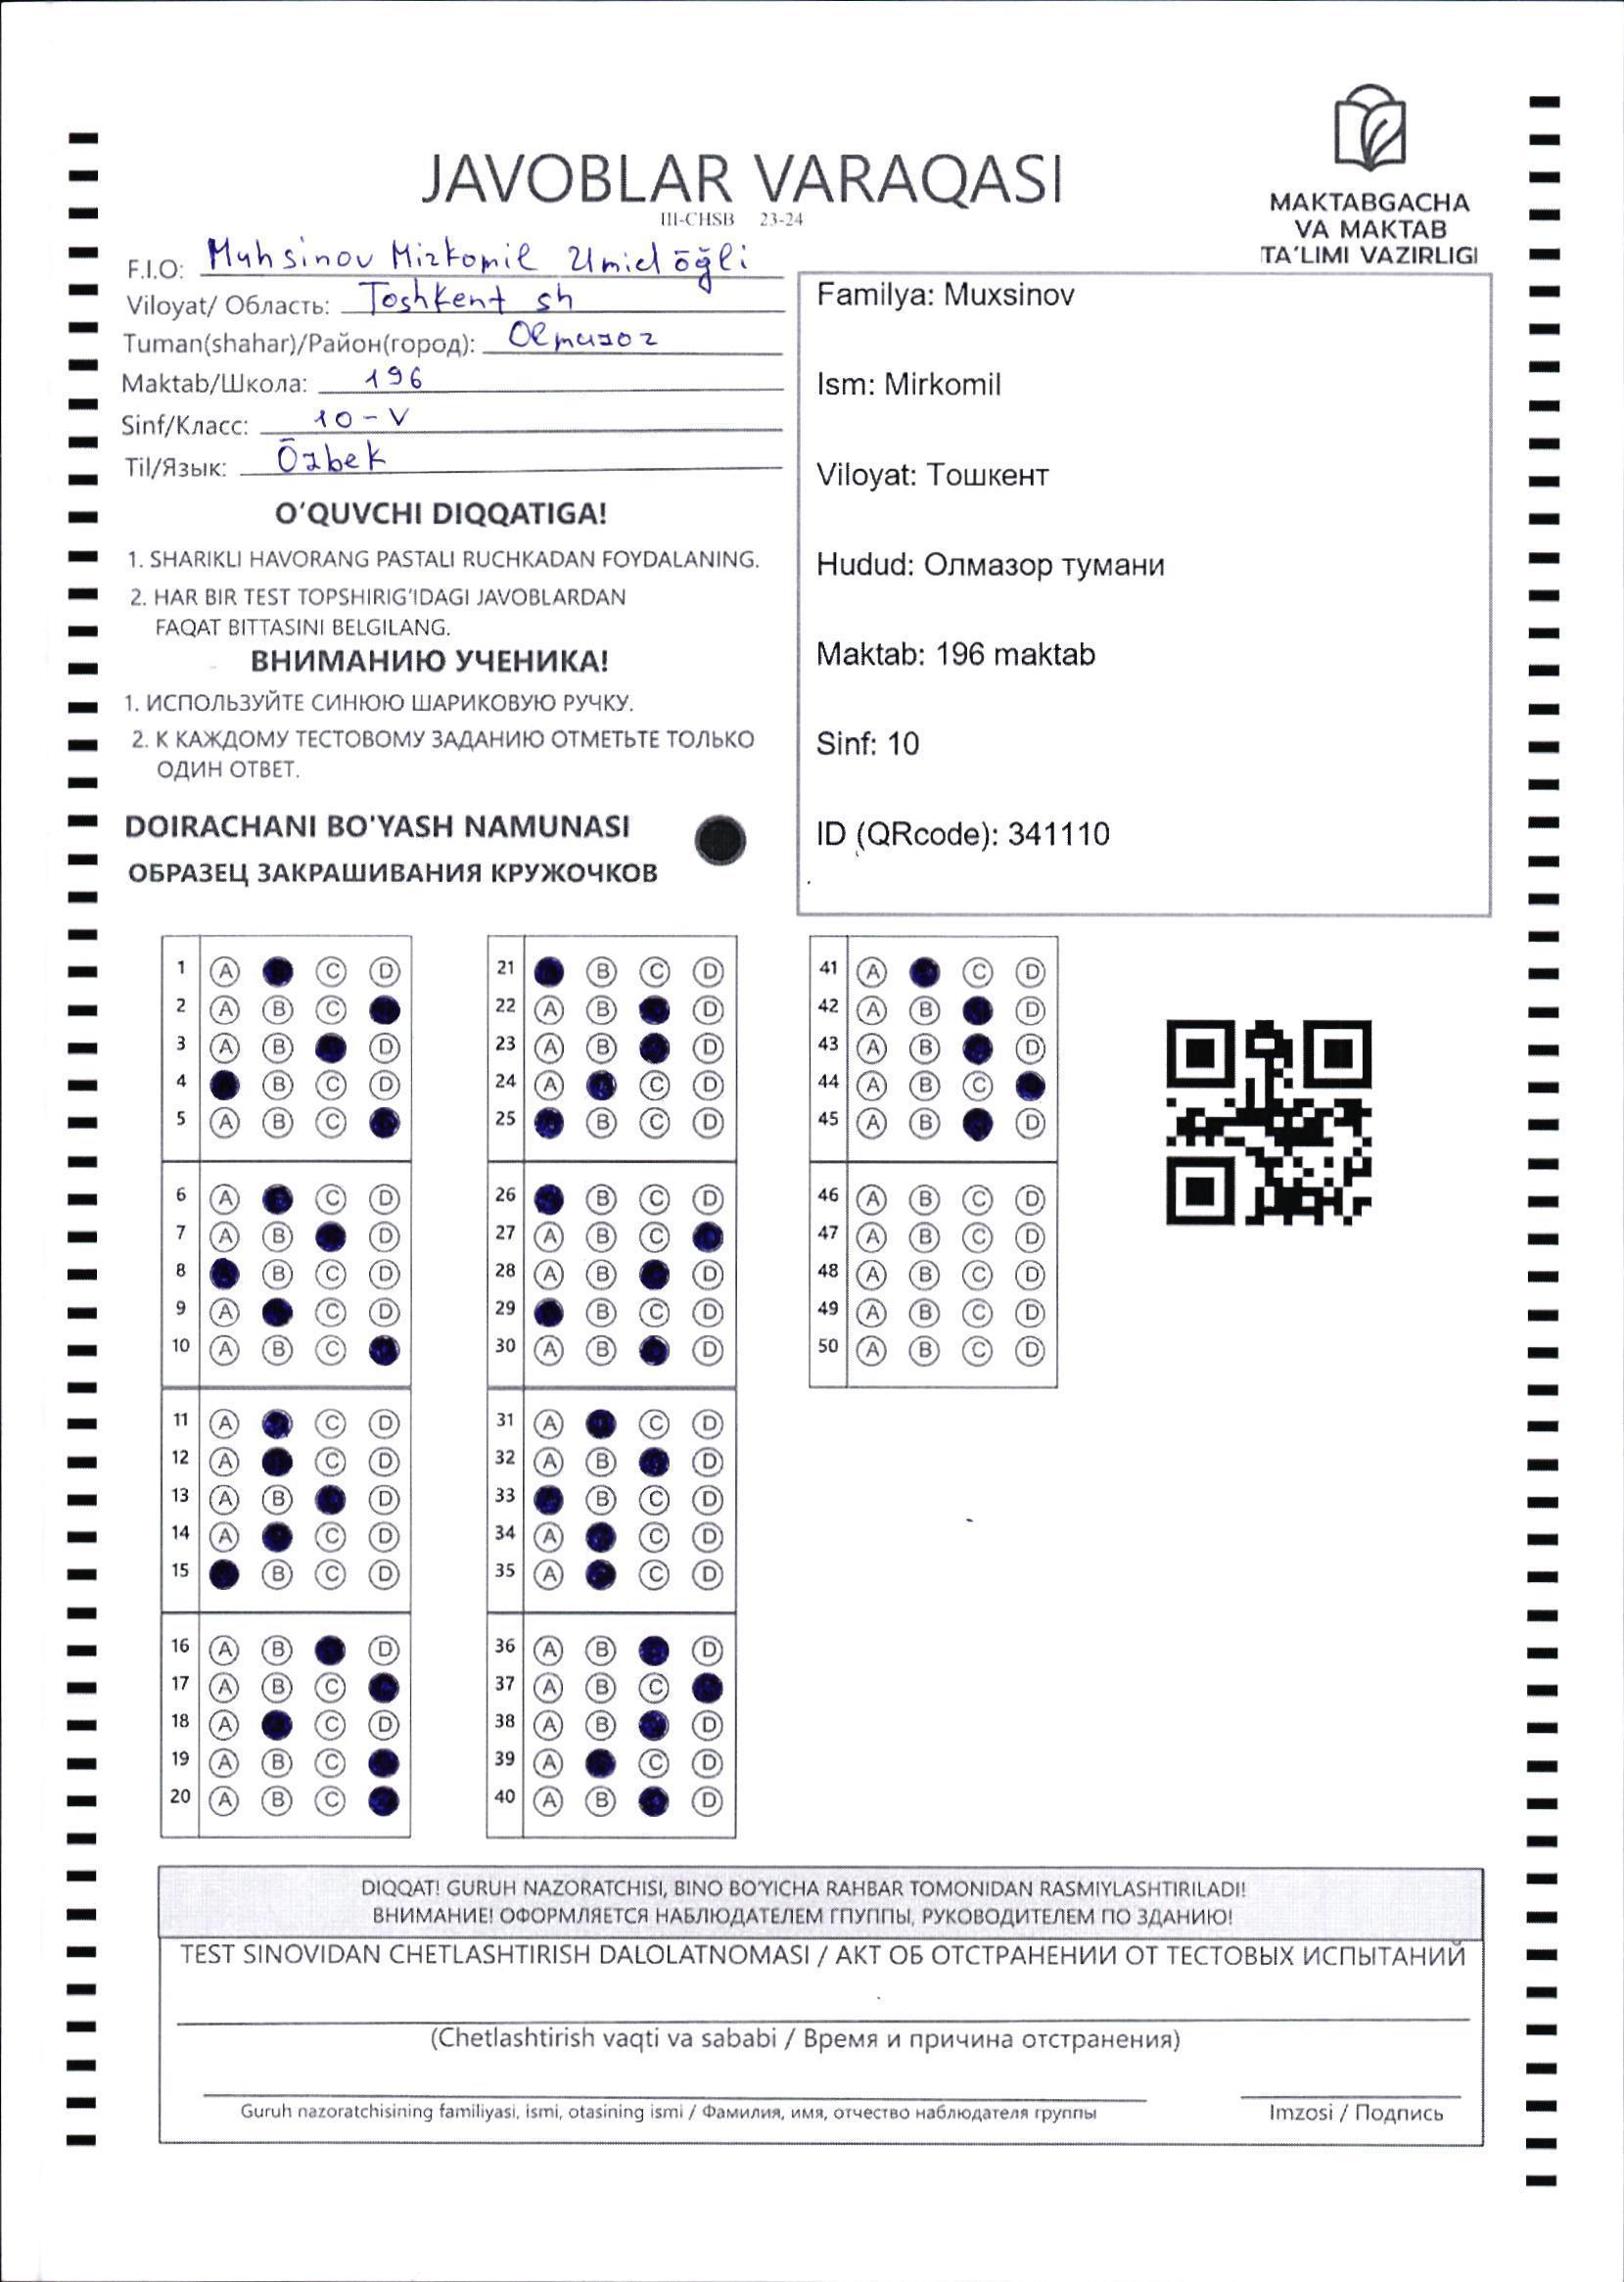 JAVOBLAR VARAQASI
III-CHSB 23-24
MAKTABGACHA
VA MAKTAB
TA'LIMI VAZIRLIGI
F.I.O: Muhsinov Mirkomil Umid õğli
Viloyat/ Область: Toshkent sh
Tuman(shahar)/Район(город): Olmazor
Maktab/Школа: 196
Sinf/Класс: 10-V
Til/Язык: Õzbek
O'QUVCHI DIQQATIGA!
1. SHARIKLI HAVORANG PASTALI RUCHKADAN FOYDALANING.
2. HAR BIR TEST TOPSHIRIG'IDAGI JAVOBLARDAN
FAQAT BITTASINI BELGILANG.
ВНИМАНИЮ УЧЕНИКА!
1. ИСПОЛЬЗУЙТЕ СИНЮЮ ШАРИКОВУЮ РУЧКУ.
2. К КАЖДОМУ ТЕСТОВОМУ ЗАДАНИЮ ОТМЕТЬТЕ ТОЛЬКО
ОДИН ОТВЕТ.
DOIRACHANI BO'YASH NAMUNASI
ОБРАЗЕЦ ЗАКРАШИВАНИЯ КРУЖОЧКОВ
Familya: Muxsinov
Ism: Mirkomil
Viloyat: Тошкент
Hudud: Олмазор тумани
Maktab: 196 maktab
Sinf: 10
ID (QRcode): 341110
1 A C D
2 A B C
3 A B D
4 B C D
5 A B C
6 A C D
7 A B D
8 B C D
9 A C D
10 A B C
11 A C D
12 A C D
13 A B D
14 A C D
15 B C D
16 A B D
17 A B C
18 A C D
19 A B C
20 A B C
21 B C D
22 A B D
23 A B D
24 A C D
25 B C D
26 B C D
27 A B C
28 A B D
29 B C D
30 A B D
31 A C D
32 A B D
33 B C D
34 A C D
35 A C D
36 A B D
37 A B C
38 A B D
39 A C D
40 A B D
41 A C D
42 A B D
43 A B D
44 A B C
45 A B D
46 A B C D
47 A B C D
48 A B C D
49 A B C D
50 A B C D
DIQQAT! GURUH NAZORATCHISI, BINO BO'YICHA RAHBAR TOMONIDAN RASMIYLASHTIRILADI!
ВНИМАНИЕ! ОФОРМЛЯЕТСЯ НАБЛЮДАТЕЛЕМ ГПУППЫ, РУКОВОДИТЕЛЕМ ПО ЗДАНИЮ!
TEST SINOVIDAN CHETLASHTIRISH DALOLATNOMASI / АКТ ОБ ОТСТРАНЕНИИ ОТ ТЕСТОВЫХ ИСПЫТАНИЙ
(Chetlashtirish vaqti va sababi / Время и причина отстранения)
Guruh nazoratchisining familiyasi, ismi, otasining ismi / Фамилия, имя, отчество наблюдателя группы
Imzosi / Подпись